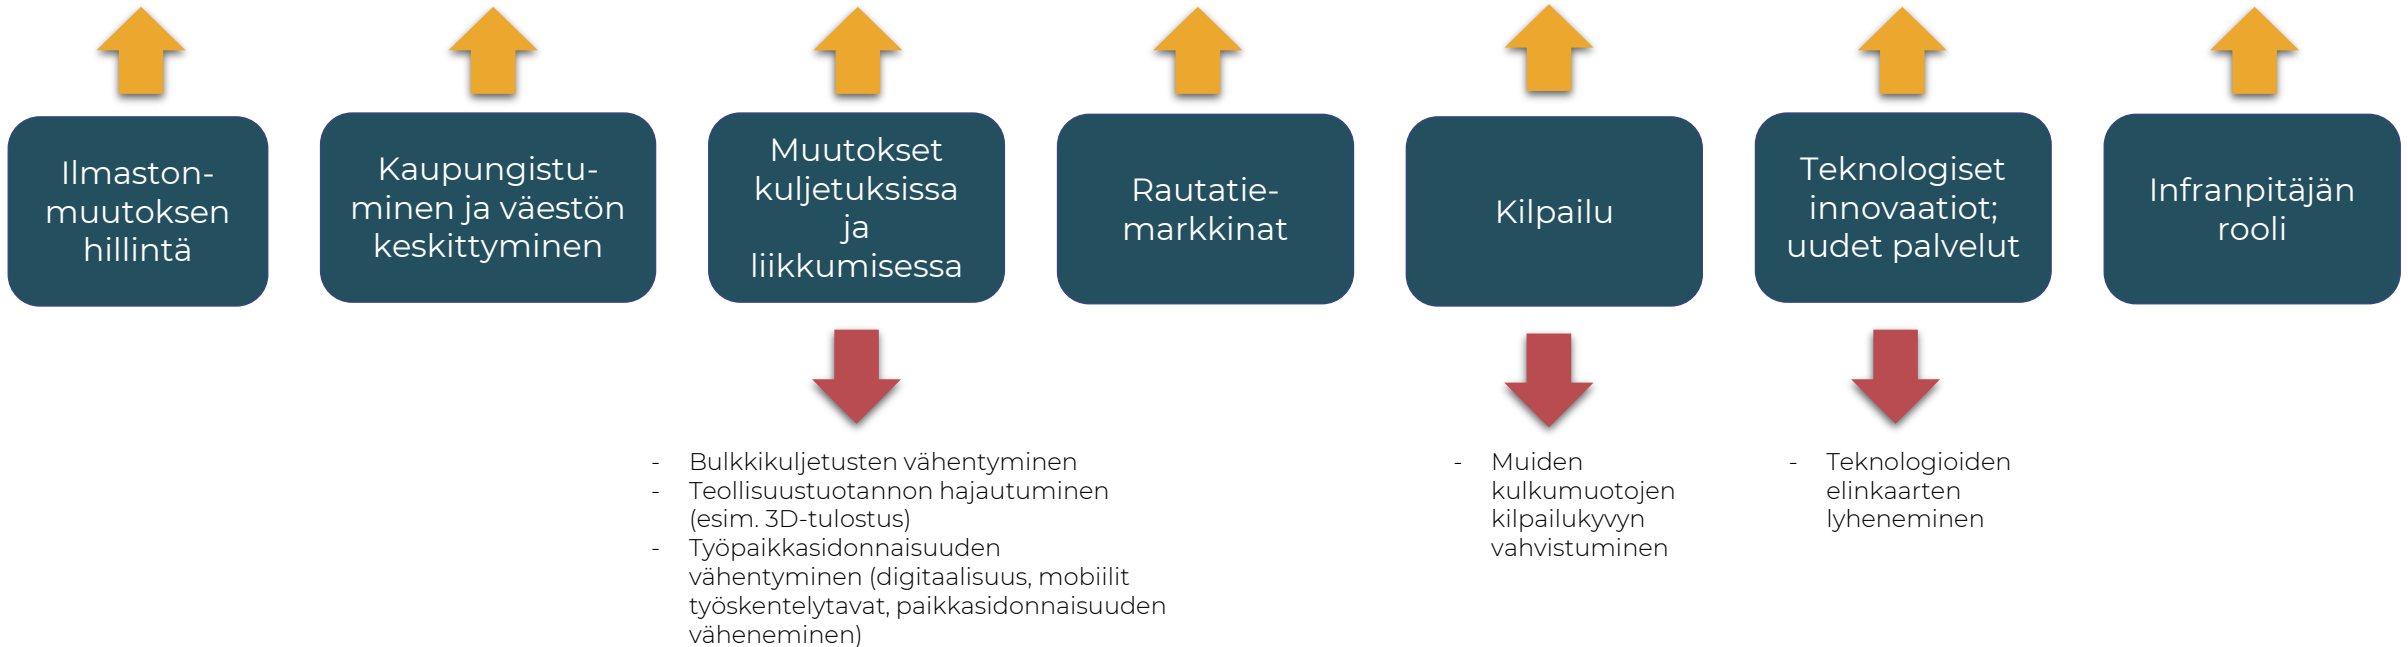 Ilmaston-
muutoksen
hillintä
Kaupungistu-
minen ja väestön
keskittyminen
Muutokset
kuljetuksissa
ja
liikkumisessa
Rautatie-
markkinat
Kilpailu
Teknologiset
innovaatiot;
uudet palvelut
Infranpitäjän
rooli
- Bulkkikuljetusten vähentyminen
- Teollisuustuotannon hajautuminen
(esim. 3D-tulostus)
- Työpaikkasidonnaisuuden
vähentyminen (digitaalisuus, mobiilit
työskentelytavat, paikkasidonnaisuuden
väheneminen)
- Muiden
kulkumuotojen
kilpailukyvyn
vahvistuminen
- Teknologioiden
elinkaarten
lyheneminen